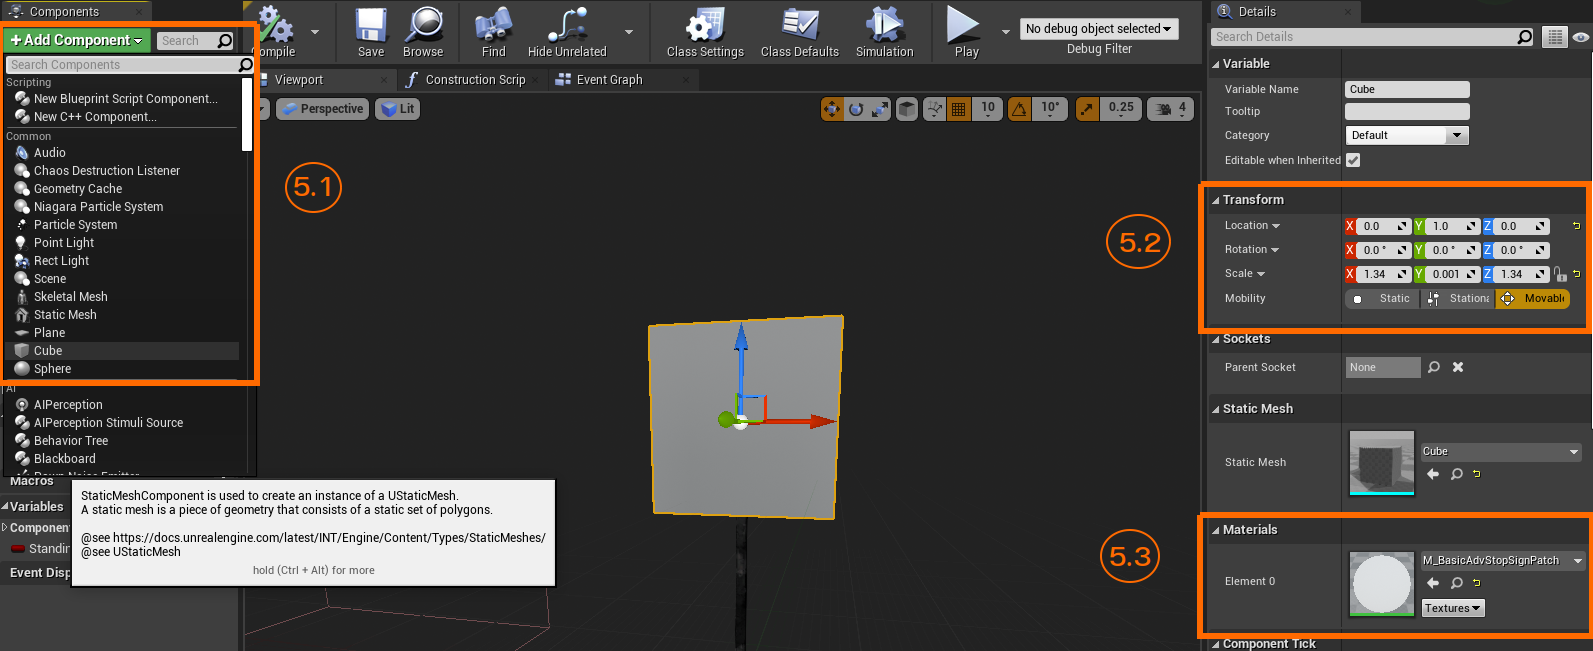 Components
+ Add Component
Search
Search Components
Scripting
New Blueprint Script Component...
New C++ Component...
Common
Audio
Chaos Destruction Listener
Geometry Cache
Niagara Particle System
Particle System
Point Light
Rect Light
Scene
Skeletal Mesh
Static Mesh
Plane
Cube
Sphere
AI
AIPerception
AIPerception Stimuli Source
Behavior Tree
Blackboard
Pawn Noise Emitter
Macros
Variables
Component
Standin
Event Disp
StaticMeshComponent is used to create an instance of a UStaticMesh.
A static mesh is a piece of geometry that consists of a static set of polygons.
@see https://docs.unrealengine.com/latest/INT/Engine/Content/Types/StaticMeshes/
@see UStaticMesh
hold (Ctrl + Alt) for more
ompile
Save
Browse
Find
Hide Unrelated
Class Settings
Class Defaults
Simulation
Play
No debug object selected
Debug Filter
Viewport
Construction Scrip
Event Graph
Perspective
Lit
10
10°
0.25
4
5.1
5.2
5.3
Details
Search Details
Variable
Variable Name Cube
Tooltip
Category Default
Editable when Inherited
Transform
Location X 0.0 Y 1.0 Z 0.0
Rotation X 0.0° Y 0.0° Z 0.0°
Scale X 1.34 Y 0.001 Z 1.34
Mobility Static Stationa Movabl
Sockets
Parent Socket None
Static Mesh
Static Mesh Cube
Materials
Element 0 M_BasicAdvStopSignPatch
Textures
Component Tick